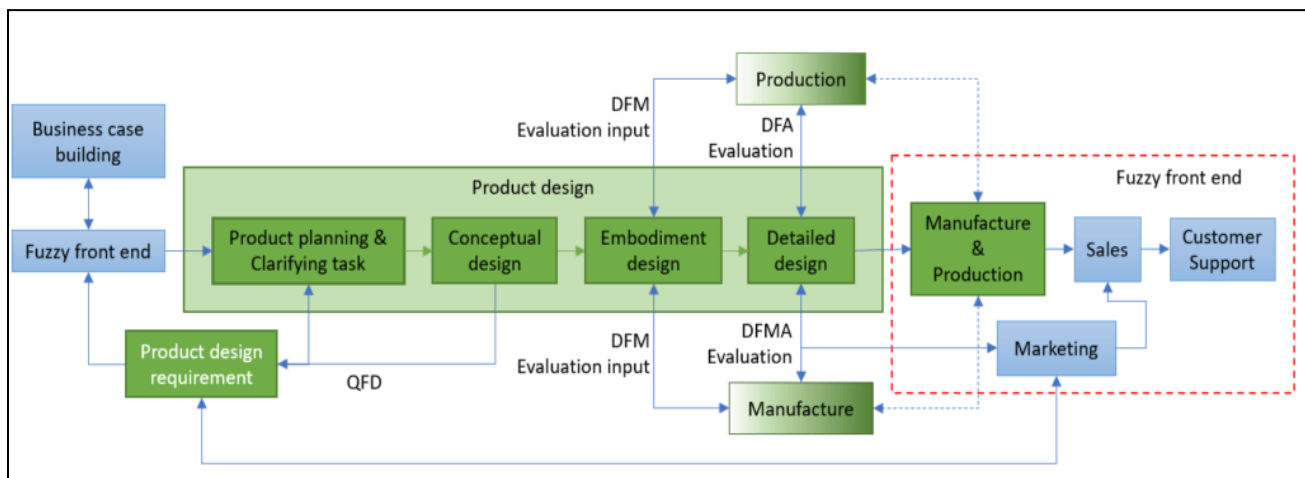 Production
DFM
Evaluation input
DFA
Evaluation
Business case
building
Product design
Fuzzy front end
Fuzzy front end
Product planning &
Clarifying task
Conceptual
design
Embodiment
design
Detailed
design
Manufacture
&
Production
Sales
Customer
Support
Product design
requirement
QFD
DFM
Evaluation input
DFMA
Evaluation
Marketing
Manufacture